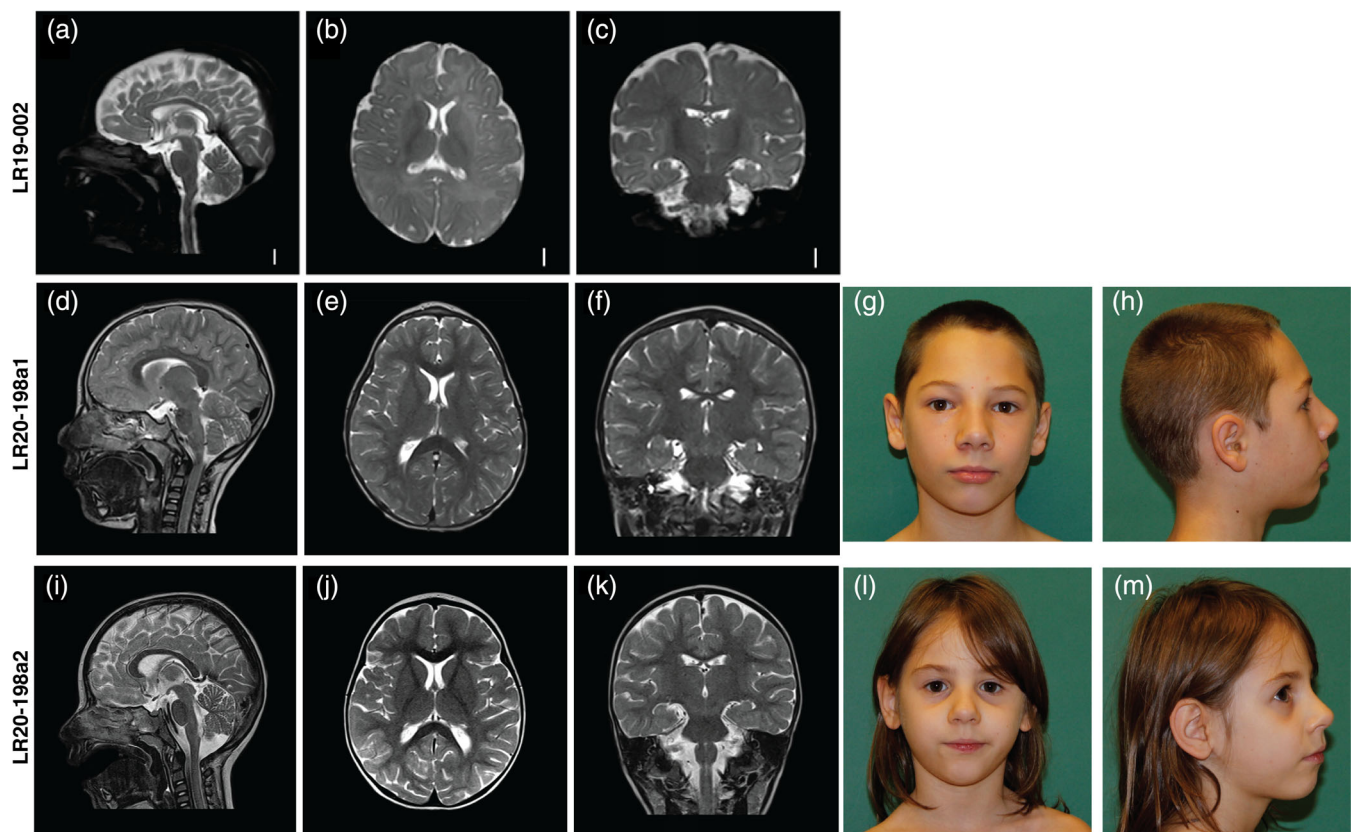 LR19-002
(a)
(b)
(c)
LR20-198a1
(d)
(e)
(f)
(g)
(h)
LR20-198a2
(i)
(j)
(k)
(l)
(m)